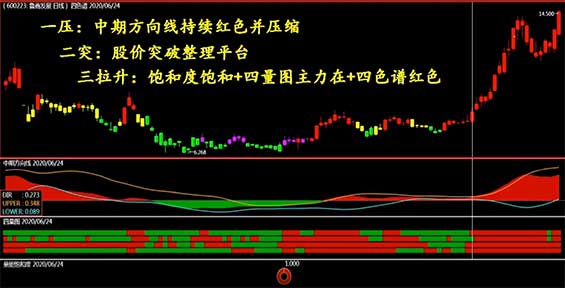 (600223: 鲁商发展 日线) 四色谱 2020/06/24
14.500
一压：中期方向线持续红色并压缩
二突：股价突破整理平台
三拉升：饱和度饱和+四量图主力在+四色谱红色
6.268
中期方向线 2020/06/24
DIR : 0.273
UPPER : 0.348
LOWER: 0.089
四量图 2020/06/24
量能饱和度 2020/06/24
1.000